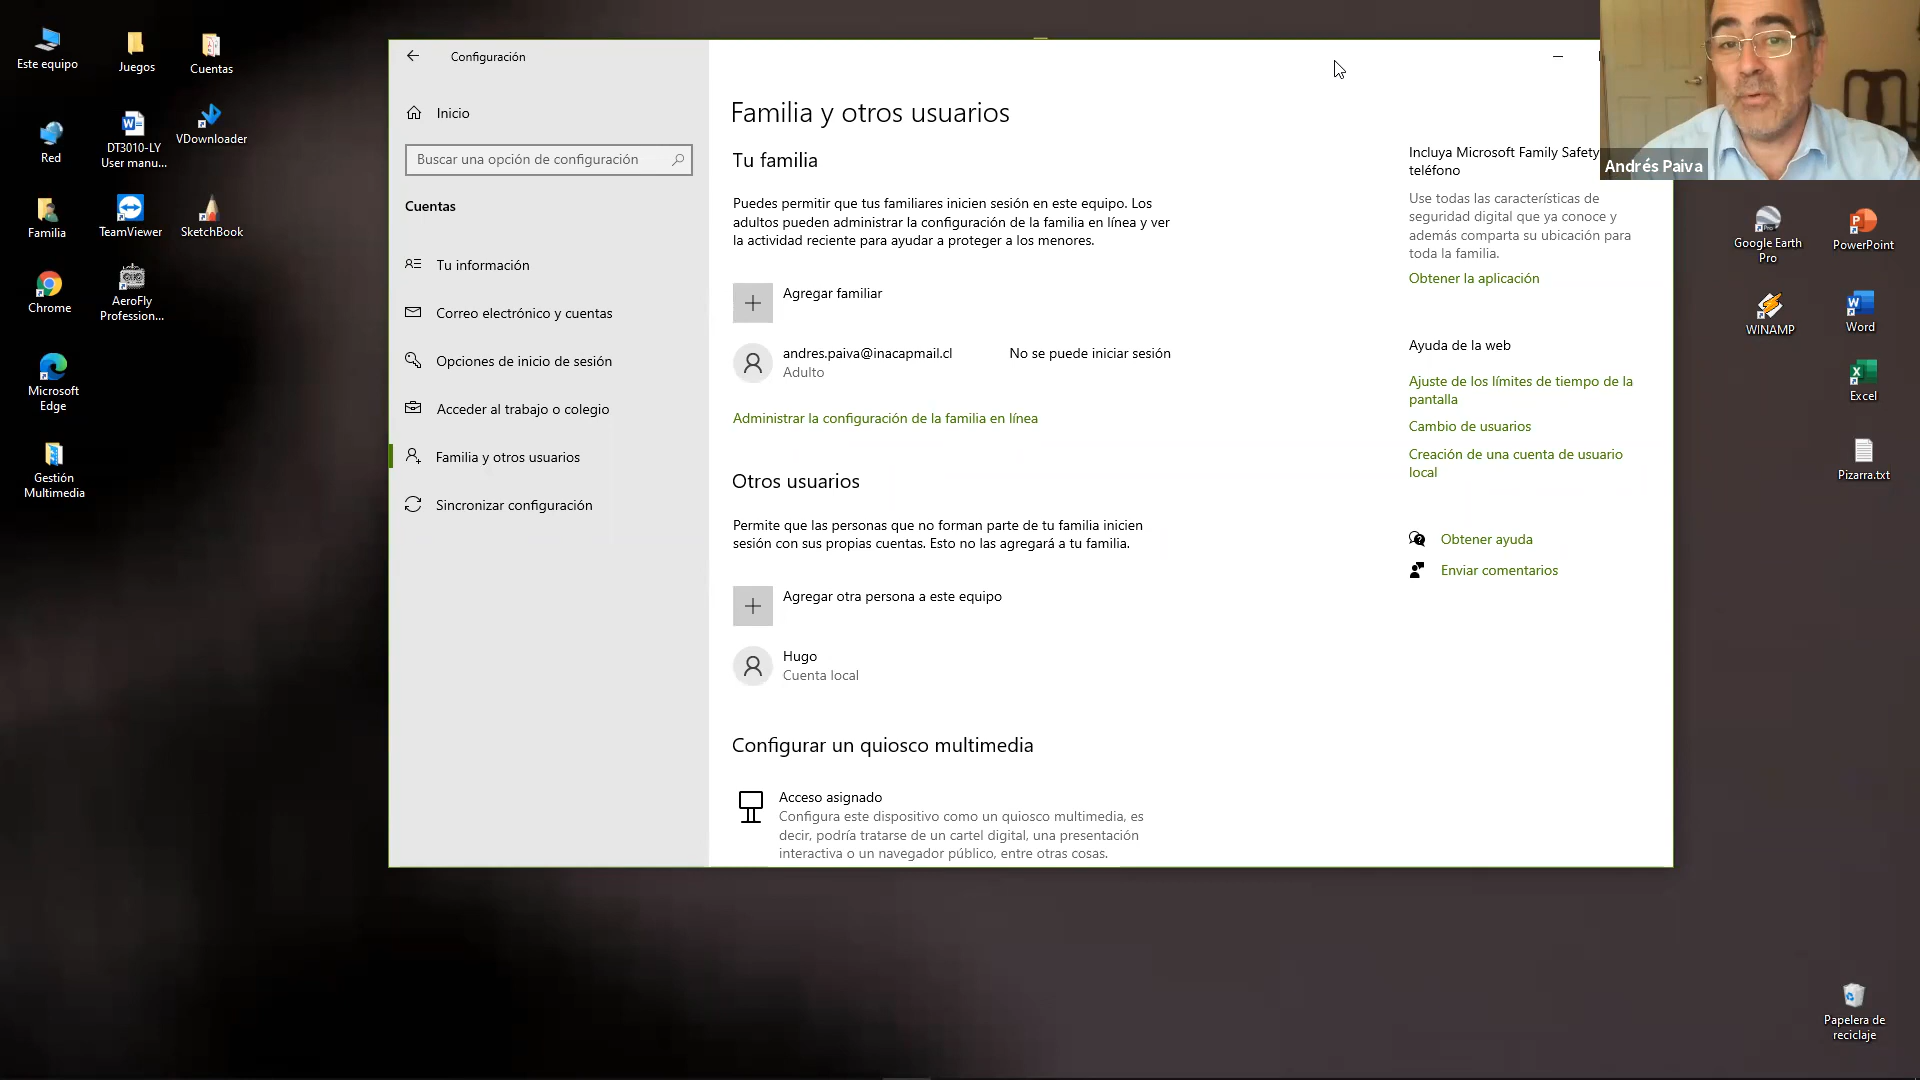 Este equipo
Juegos
Cuentas
Red
DT3010-LY
User manu...
VDownloader
Familia
TeamViewer
SketchBook
Chrome
AeroFly
Profession...
Microsoft
Edge
Gestión
Multimedia
Configuración
Inicio
Buscar una opción de configuración
Cuentas
Tu información
Correo electrónico y cuentas
Opciones de inicio de sesión
Acceder al trabajo o colegio
Familia y otros usuarios
Sincronizar configuración
Familia y otros usuarios
Tu familia
Puedes permitir que tus familiares inicien sesión en este equipo. Los
adultos pueden administrar la configuración de la familia en línea y ver
la actividad reciente para ayudar a proteger a los menores.
Agregar familiar
andres.paiva@inacapmail.cl
No se puede iniciar sesión
Adulto
Administrar la configuración de la familia en línea
Otros usuarios
Permite que las personas que no forman parte de tu familia inicien
sesión con sus propias cuentas. Esto no las agregará a tu familia.
Agregar otra persona a este equipo
Hugo
Cuenta local
Configurar un quiosco multimedia
Acceso asignado
Configura este dispositivo como un quiosco multimedia, es
decir, podría tratarse de un cartel digital, una presentación
interactiva o un navegador público, entre otras cosas.
Incluya Microsoft Family Safety
teléfono
Use todas las características de
seguridad digital que ya conoce y
además comparta su ubicación para
toda la familia.
Obtener la aplicación
Ayuda de la web
Ajuste de los límites de tiempo de la
pantalla
Cambio de usuarios
Creación de una cuenta de usuario
local
Obtener ayuda
Enviar comentarios
Andrés Paiva
Google Earth
Pro
PowerPoint
WINAMP
Word
Excel
Pizarra.txt
Papelera de
reciclaje